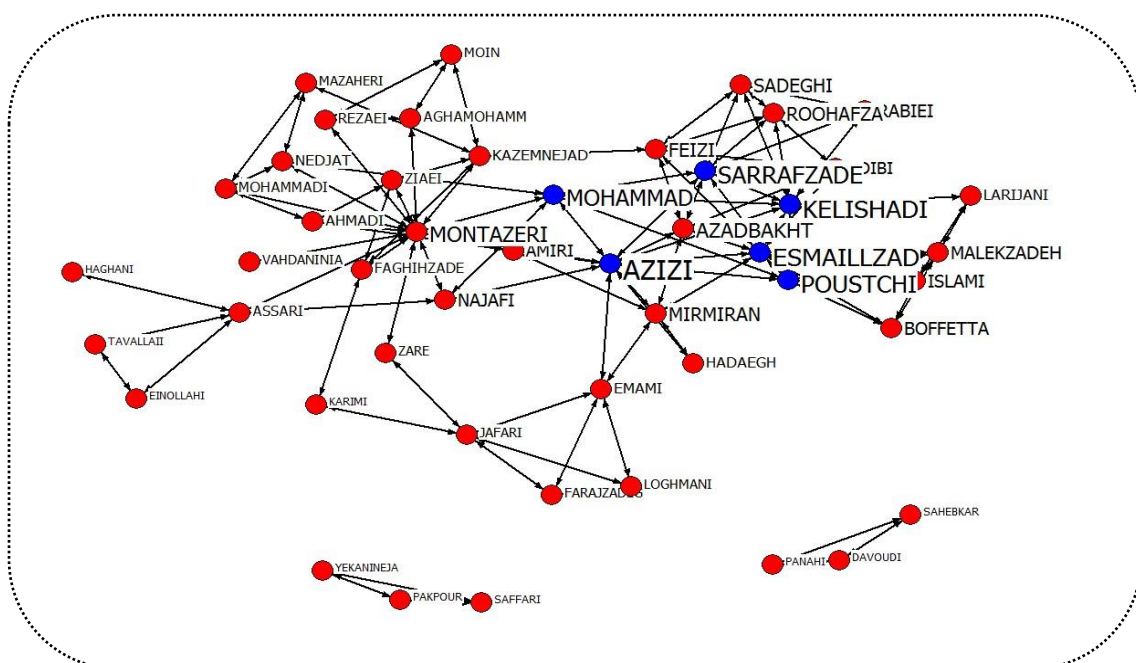 MOIN
MAZAHERI
SADEGHI
REZAEI
AGHAMOHAMM
ROOHAFZA
RABIEI
NEDJAT
KAZEMNEJAD
FEIZI
DIBI
MOHAMMADI
ZIAEI
MOHAMMAD
SARRAFZADE
KELISHADI
LARIJANI
AHMADI
MONTAZERI
AZADBAKHT
VAHDANINIA
AMIRI
ESMAILLZAD
MALEKZADEH
HAGHANI
FAGHIHZADE
AZIZI
POUSTCHI
ISLAMI
ASSARI
NAJAFI
MIRMIRAN
BOFFETTA
TAVALLAII
ZARE
HADAEGH
EINOLLAHI
KARIMI
EMAMI
JAFARI
LOGHMANI
SAHEBKAR
PANAHI
DAVOUDI
YEKANINEJA
PAKPOUR
SAFFARI